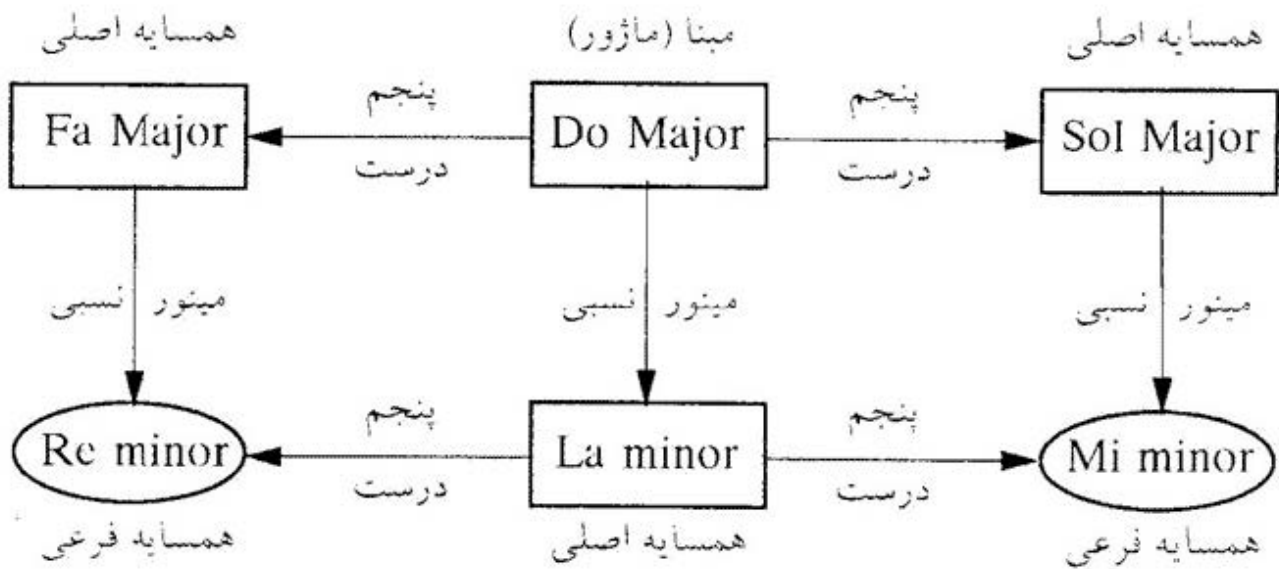 همسایه اصلی
مبنا (ماژور)
همسایه اصلی
Fa Major
پنجم
درست
Do Major
پنجم
درست
Sol Major
مینور نسبی
مینور نسبی
مینور نسبی
Re minor
پنجم
درست
La minor
پنجم
درست
Mi minor
همسایه فرعی
همسایه اصلی
همسایه فرعی